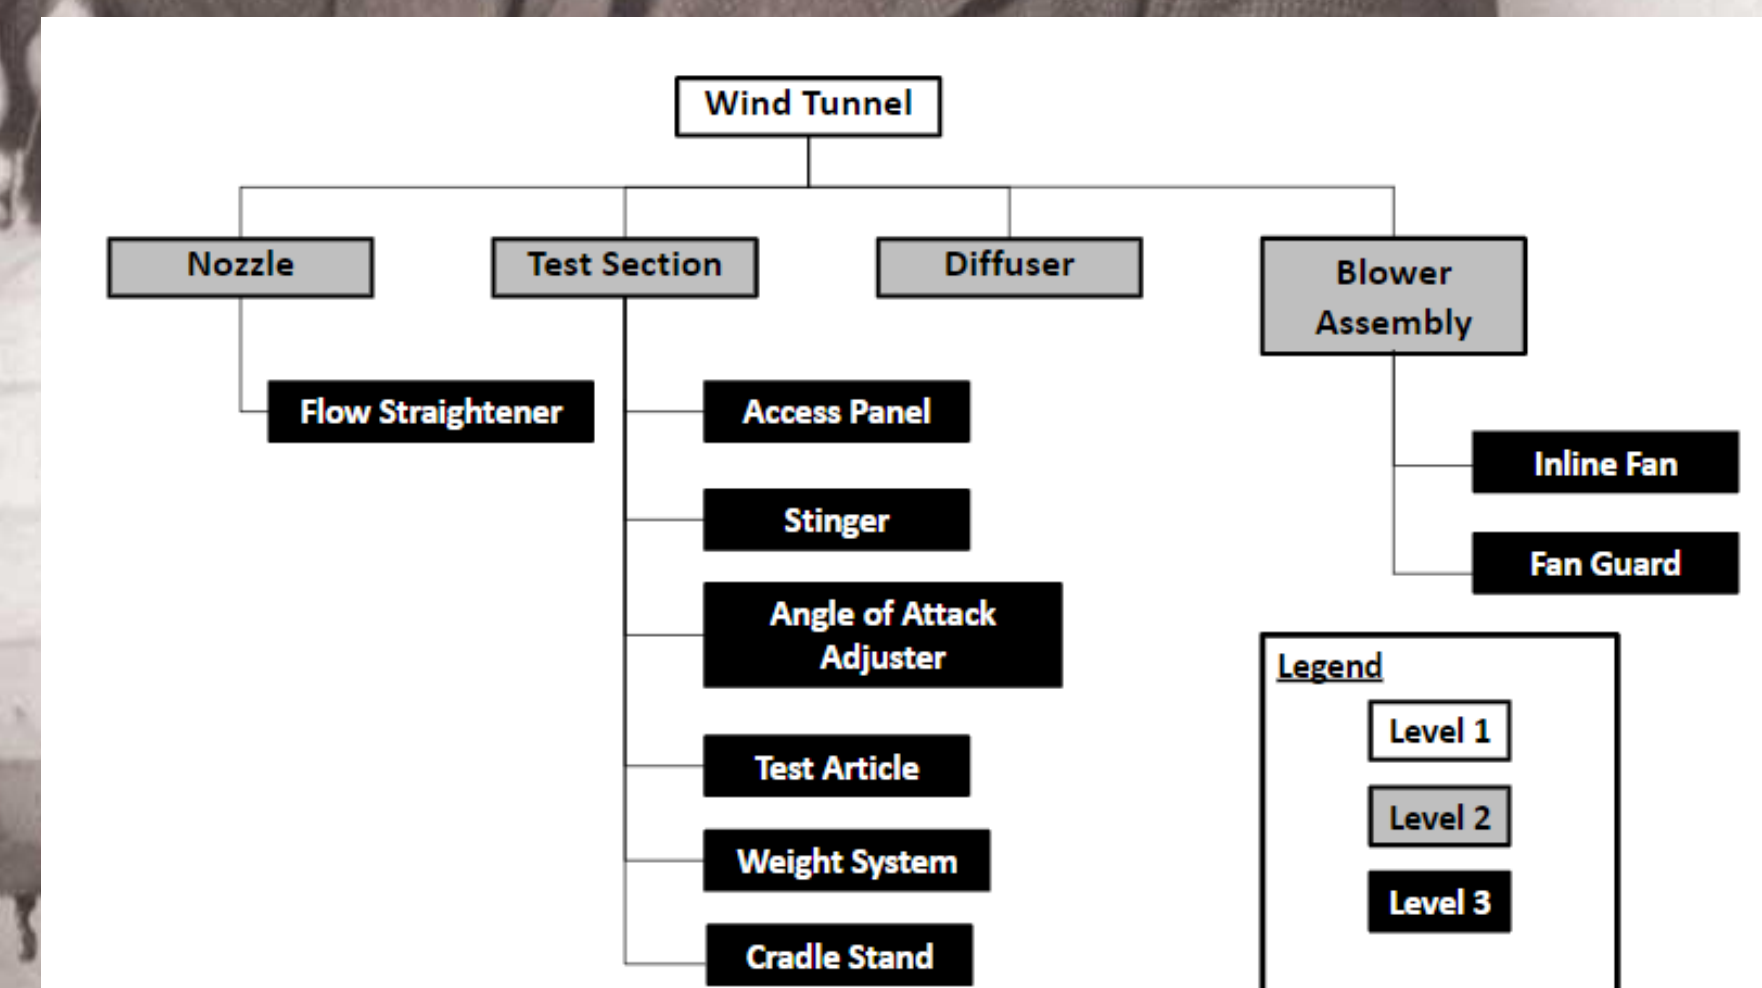 Wind Tunnel
Nozzle
Test Section
Diffuser
Blower
Assembly
Flow Straightener
Access Panel
Stinger
Angle of Attack
Adjuster
Test Article
Weight System
Cradle Stand
Inline Fan
Fan Guard
Legend
Level 1
Level 2
Level 3